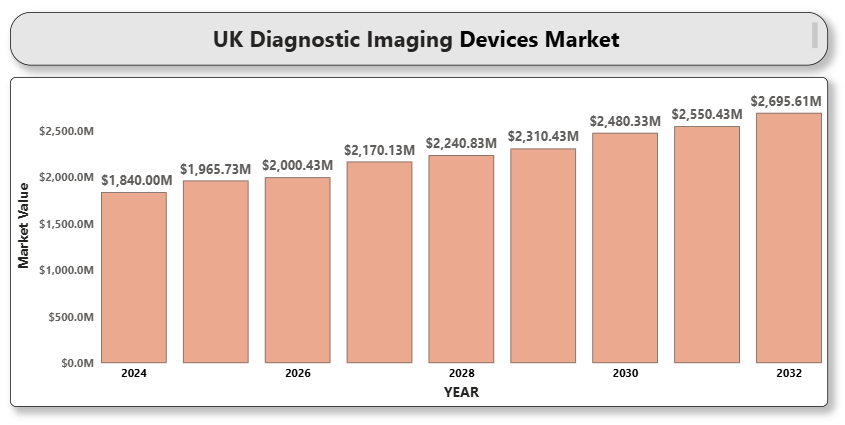 UK Diagnostic Imaging Devices Market
$2,695.61M
$2,550.43M
$2,480.33M
$2,310.43M
$2,240.83M
$2,170.13M
$2,000.43M
$1,965.73M
$1,840.00M
$2,500.0M
$2,000.0M
$1,500.0M
$1,000.0M
$500.0M
$0.0M
Market Value
2024 2026 2028 2030 2032
YEAR